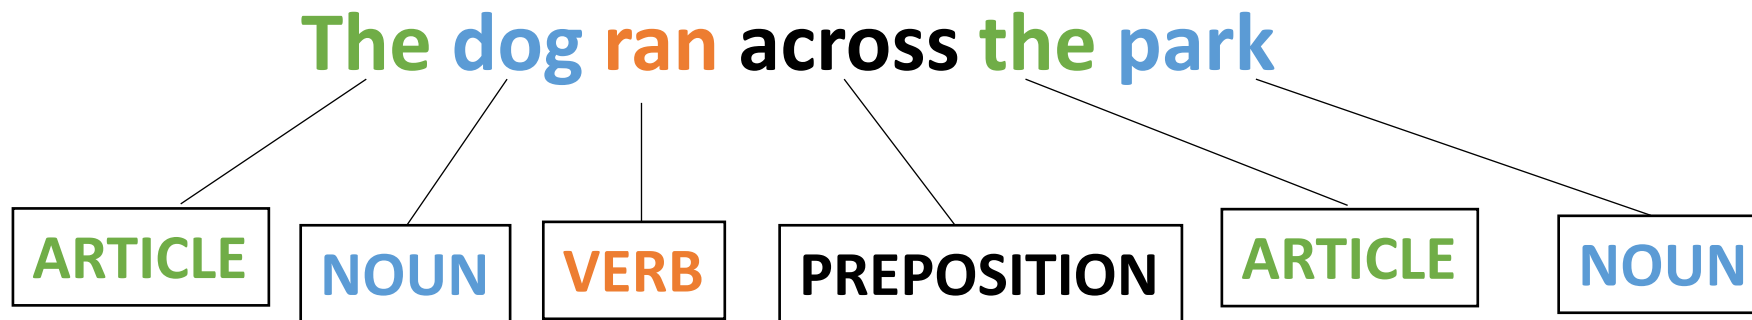 The dog ran across the park
ARTICLE NOUN VERB PREPOSITION ARTICLE NOUN